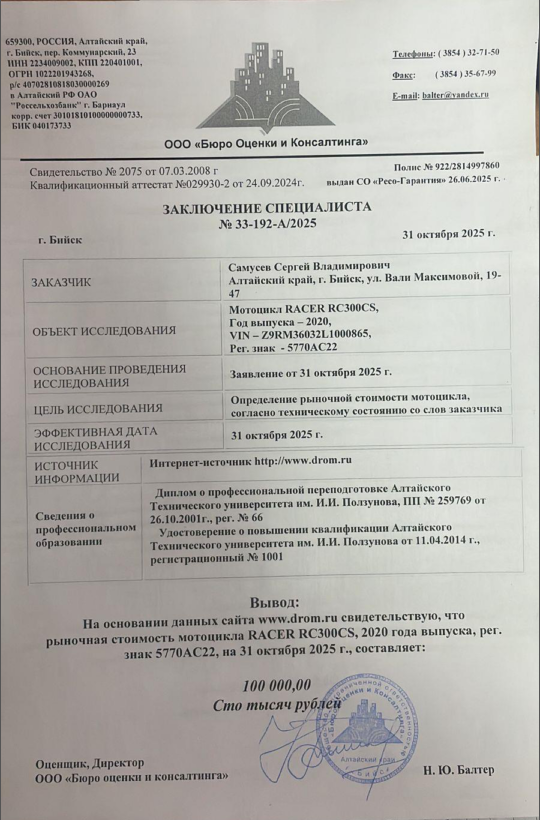 659300, РОССИЯ, Алтайский край,
г. Бийск, пер. Коммунарский, 23
ИНН 2234009002, КПП 220401001,
ОГРН 1022201943268,
р/с 40702810818030000269
в Алтайский РФ ОАО
"Россельхозбанк" г. Барнаул
корр. счет 30101810100000000733,
БИК 040173733
Телефоны: ( 3854 ) 32-71-50
Факс: ( 3854 ) 35-67-99
E-mail: balter@yandex.ru
ООО «Бюро Оценки и Консалтинга»
Свидетельство № 2075 от 07.03.2008 г
Квалификационный аттестат №029930-2 от 24.09.2024г.
Полис № 922/2814997860
выдан СО «Ресо-Гарантия» 26.06.2025 г.
ЗАКЛЮЧЕНИЕ СПЕЦИАЛИСТА
№ 33-192-А/2025
г. Бийск
31 октября 2025 г.
ЗАКАЗЧИК
Самусев Сергей Владимирович
Алтайский край, г. Бийск, ул. Вали Максимовой, 19-
47
ОБЪЕКТ ИССЛЕДОВАНИЯ
Мотоцикл RACER RC300CS,
Год выпуска – 2020,
VIN – Z9RM36032L1000865,
Рег. знак - 5770АС22
ОСНОВАНИЕ ПРОВЕДЕНИЯ
ИССЛЕДОВАНИЯ
Заявление от 31 октября 2025 г.
ЦЕЛЬ ИССЛЕДОВАНИЯ
Определение рыночной стоимости мотоцикла,
согласно техническому состоянию со слов заказчика
ЭФФЕКТИВНАЯ ДАТА
ИССЛЕДОВАНИЯ
31 октября 2025 г.
ИСТОЧНИК
ИНФОРМАЦИИ
Интернет-источник http://www.drom.ru
Сведения о
профессиональном
образовании
Диплом о профессиональной переподготовке Алтайского
Технического университета им. И.И. Ползунова, ПП № 259769 от
26.10.2001г., рег. № 66
Удостоверение о повышении квалификации Алтайского
Технического университета им. И.И. Ползунова от 11.04.2014 г.,
регистрационный № 1001
Вывод:
На основании данных сайта www.drom.ru свидетельствую, что
рыночная стоимость мотоцикла RACER RC300CS, 2020 года выпуска, рег.
знак 5770АС22, на 31 октября 2025 г., составляет:
100 000,00
Сто тысяч рублей
Оценщик, Директор
ООО «Бюро оценки и консалтинга»
Н. Ю. Балтер
Бюро Оценки и Консалтинга
Алтайский край
г. Бийск